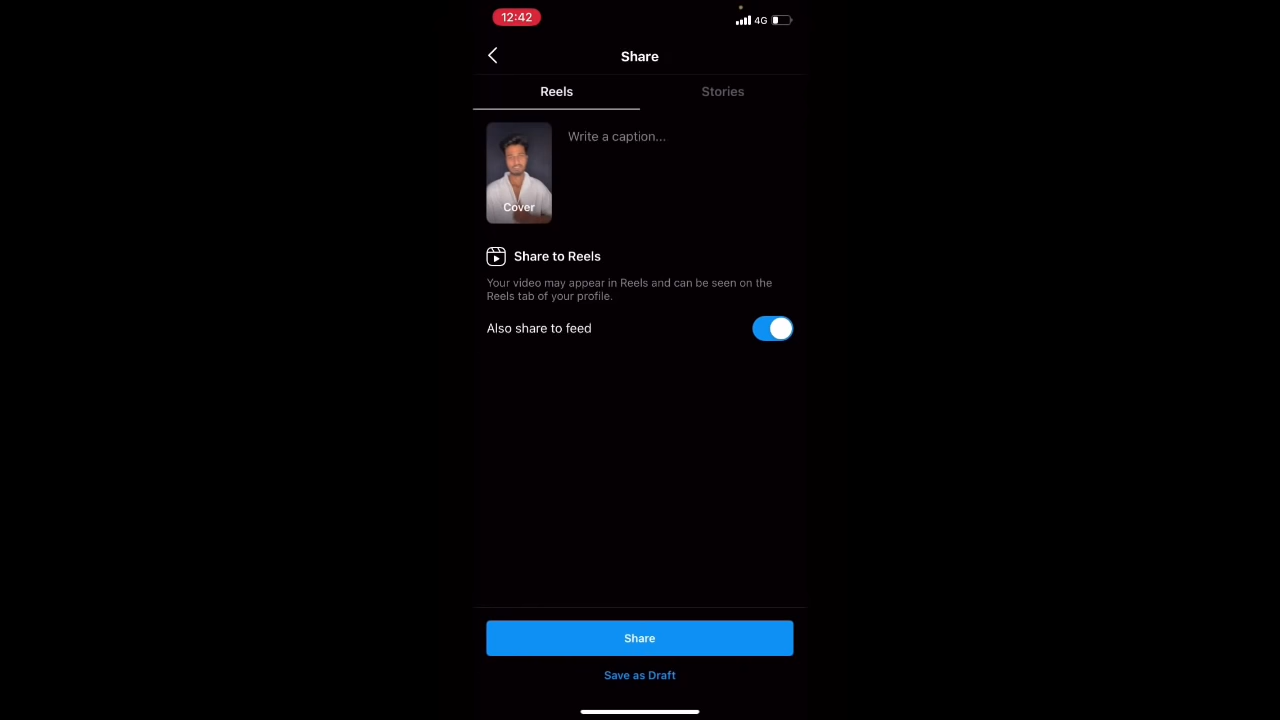 12:42
4G
Share
Reels
Stories
Write a caption...
Cover
Share to Reels
Your video may appear in Reels and can be seen on the
Reels tab of your profile.
Also share to feed
Share
Save as Draft